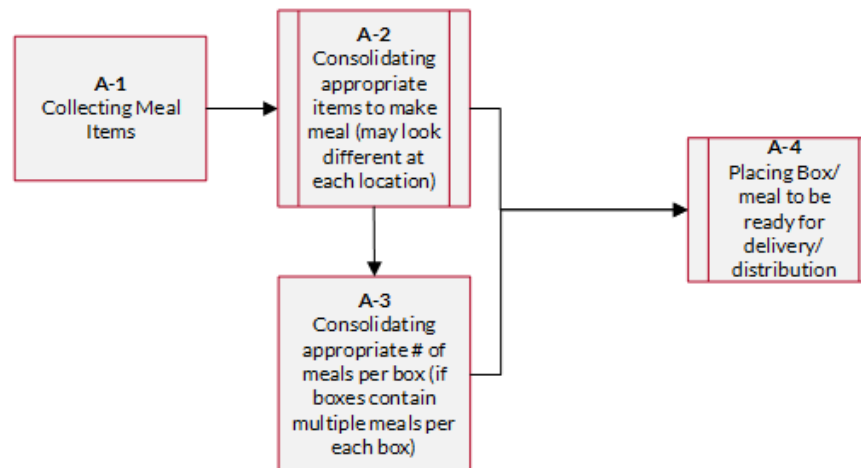 A-1
Collecting Meal
Items
A-2
Consolidating
appropriate
items to make
meal (may look
different at
each location)
A-3
Consolidating
appropriate # of
meals per box (if
boxes contain
multiple meals per
each box)
A-4
Placing Box/
meal to be
ready for
delivery/
distribution